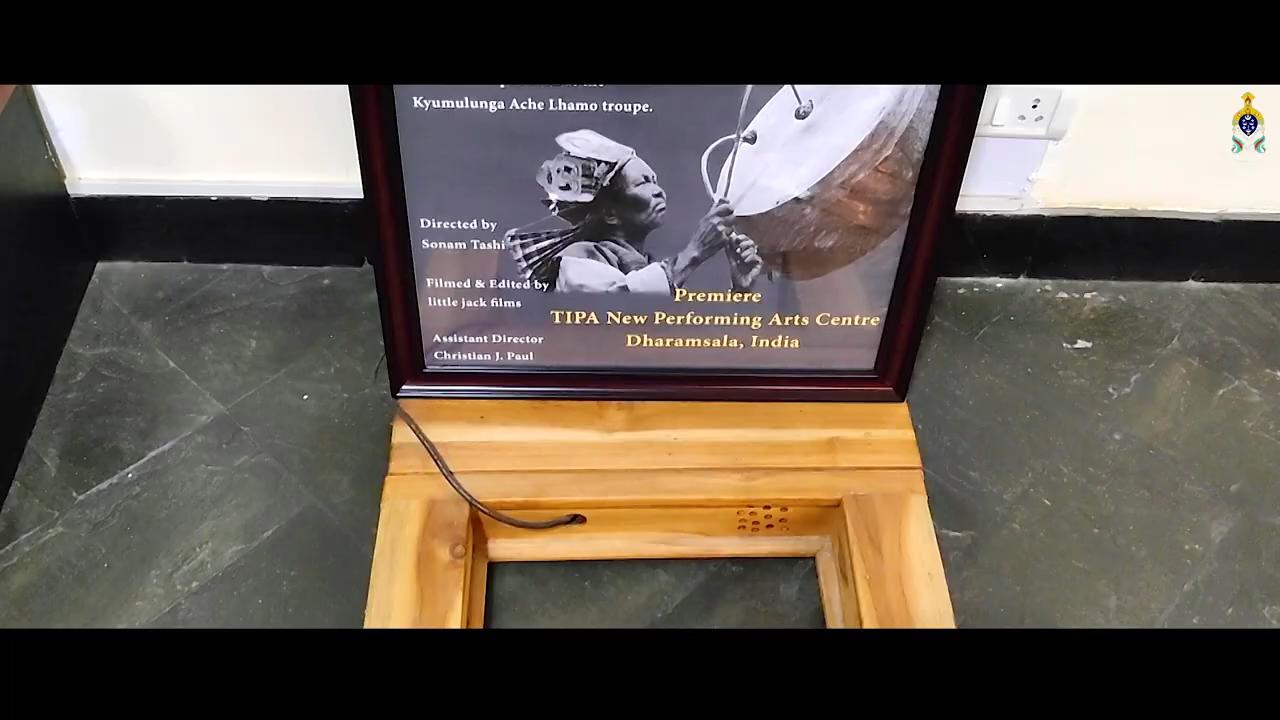 Kyumulunga Ache Lhamo troupe.
Directed by
Sonam Tashi
Filmed & Edited by
little jack films
Assistant Director
Christian J. Paul
Premiere
TIPA New Performing Arts Centre
Dharamsala, India